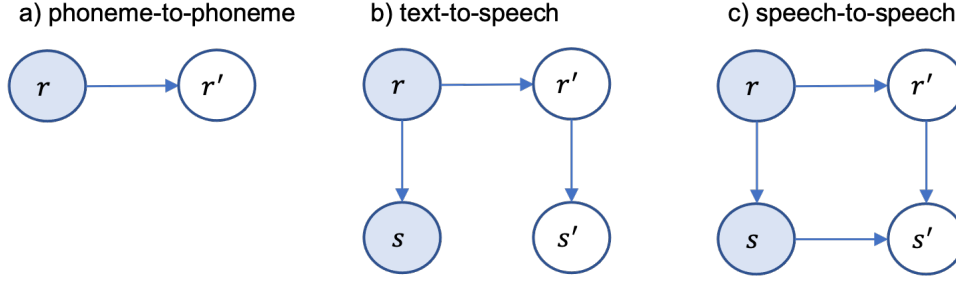 a) phoneme-to-phoneme
b) text-to-speech
c) speech-to-speech
r r′ r r′ r r′
s s′ s s′